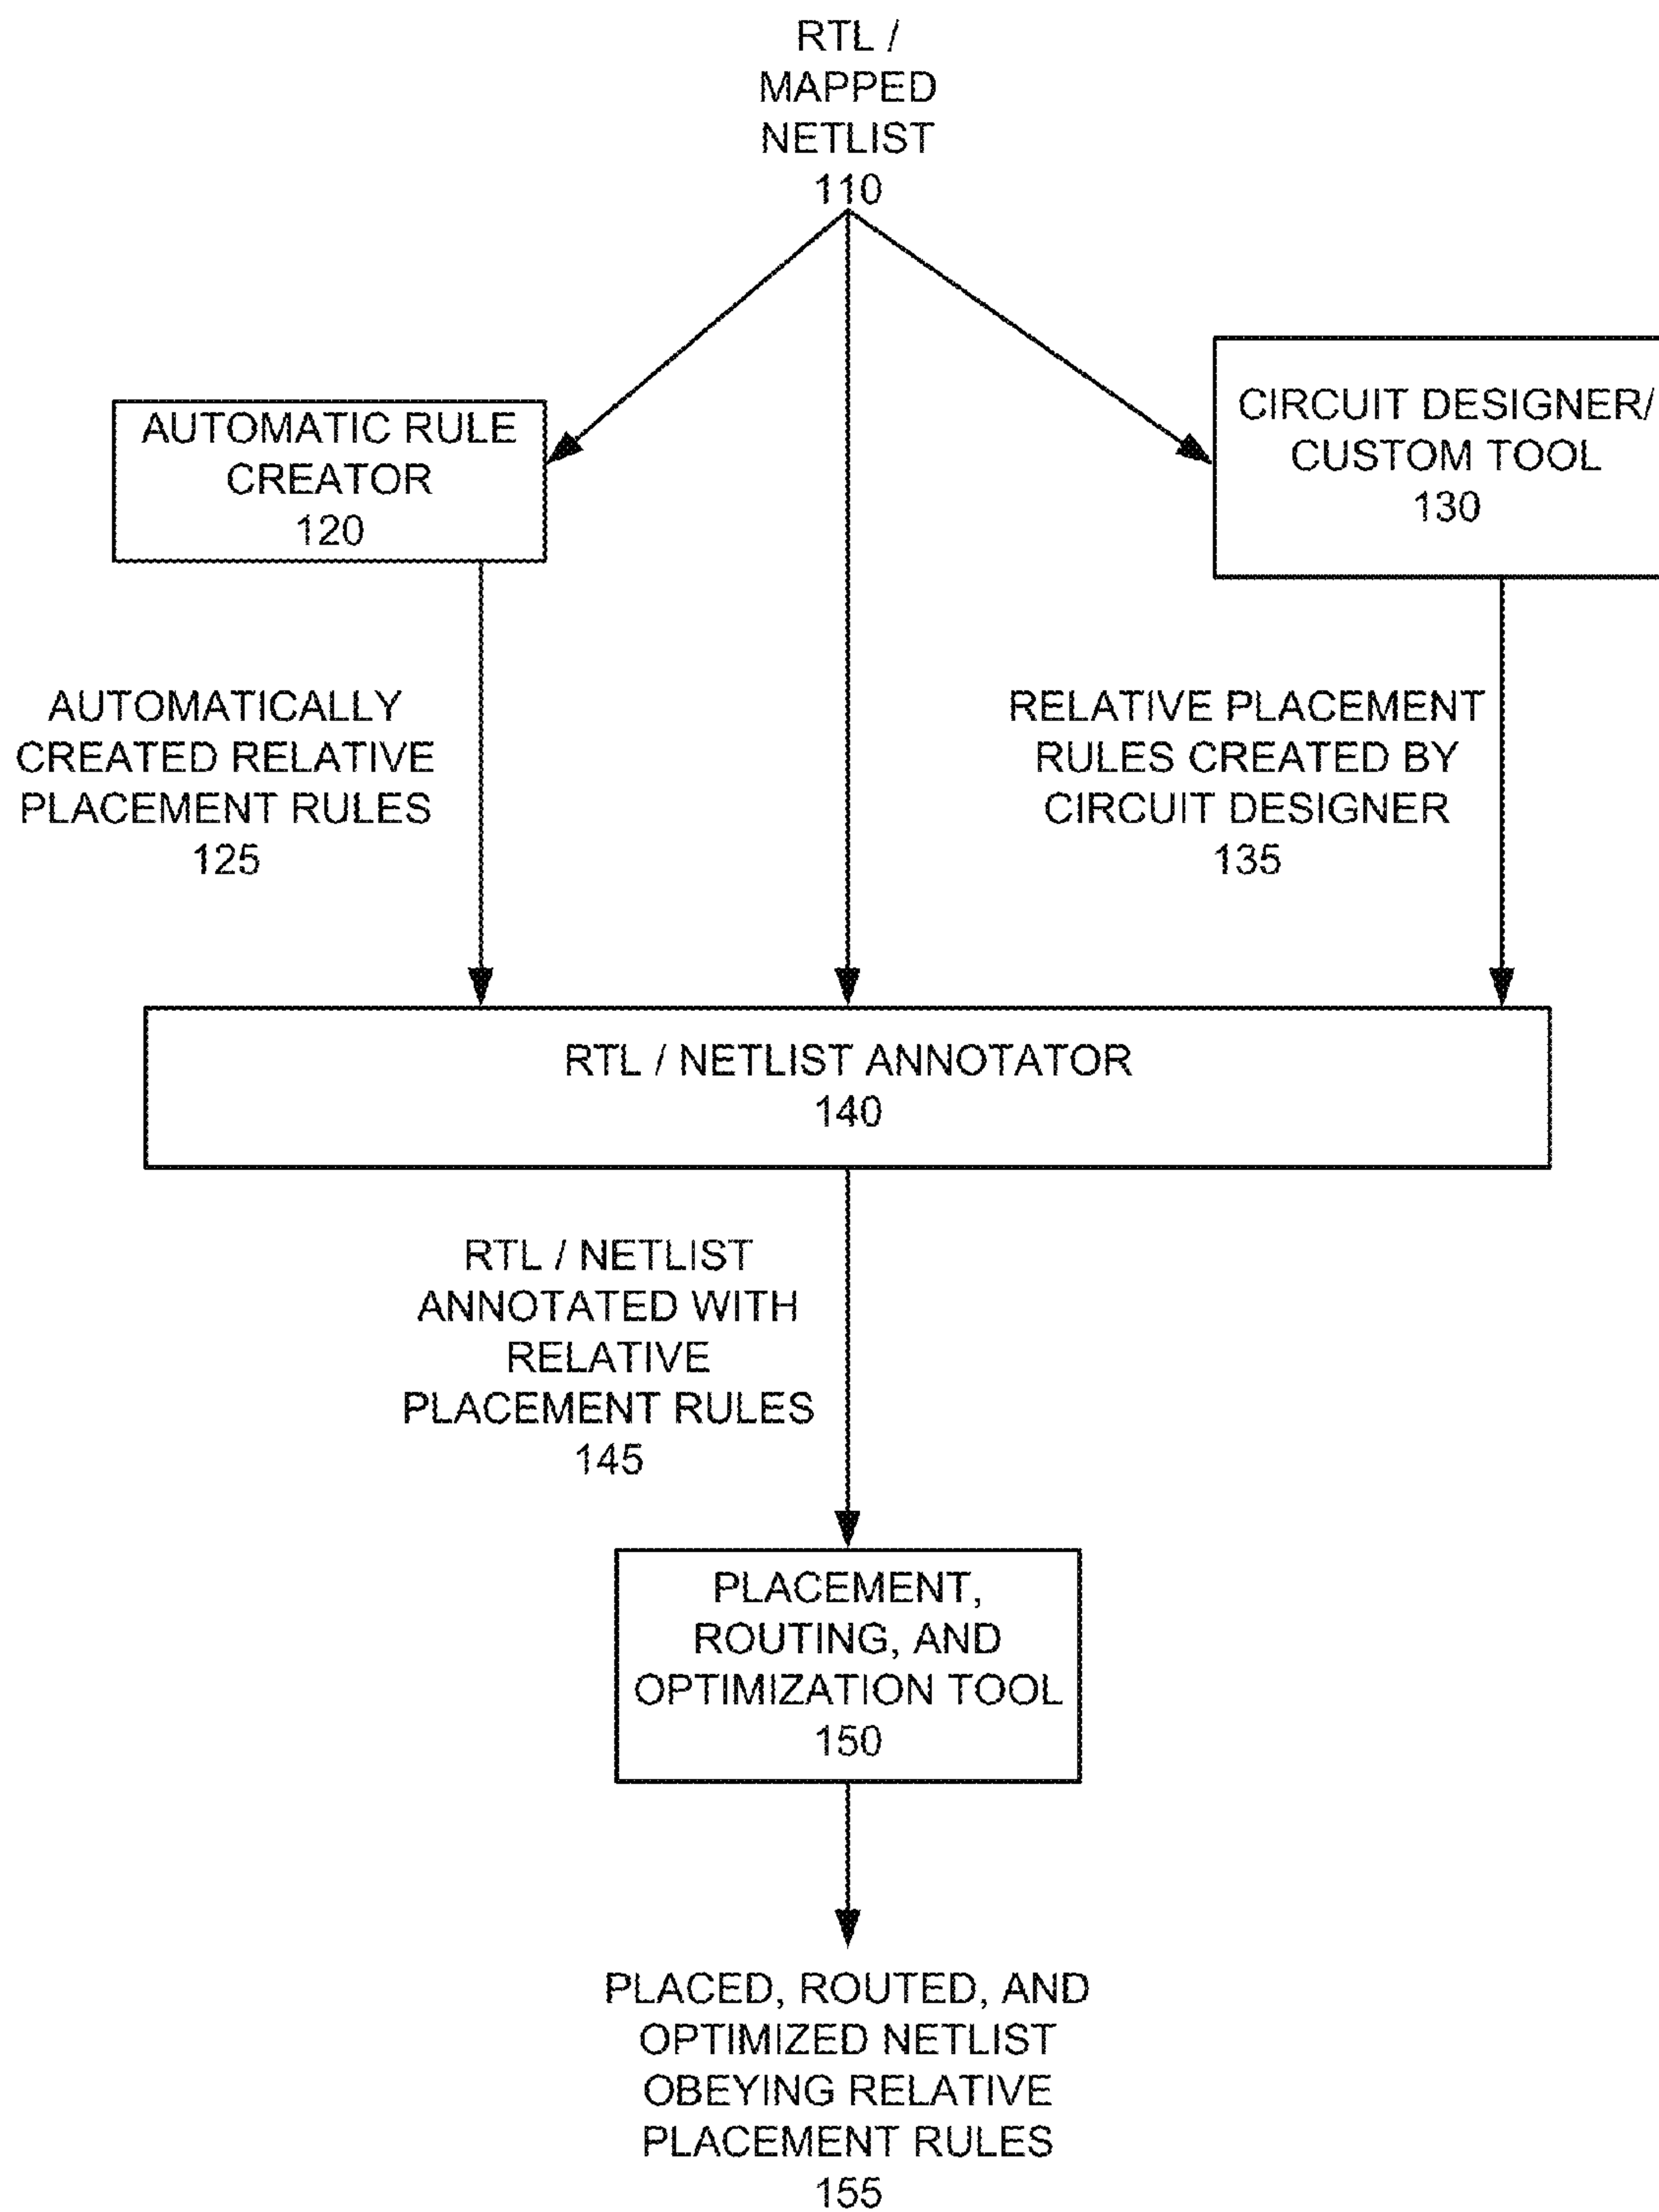 RTL /
MAPPED
NETLIST
110
AUTOMATIC RULE
CREATOR
120
CIRCUIT DESIGNER/
CUSTOM TOOL
130
AUTOMATICALLY
CREATED RELATIVE
PLACEMENT RULES
125
RELATIVE PLACEMENT
RULES CREATED BY
CIRCUIT DESIGNER
135
RTL / NETLIST ANNOTATOR
140
RTL / NETLIST
ANNOTATED WITH
RELATIVE
PLACEMENT RULES
145
PLACEMENT,
ROUTING, AND
OPTIMIZATION TOOL
150
PLACED, ROUTED, AND
OPTIMIZED NETLIST
OBEYING RELATIVE
PLACEMENT RULES
155